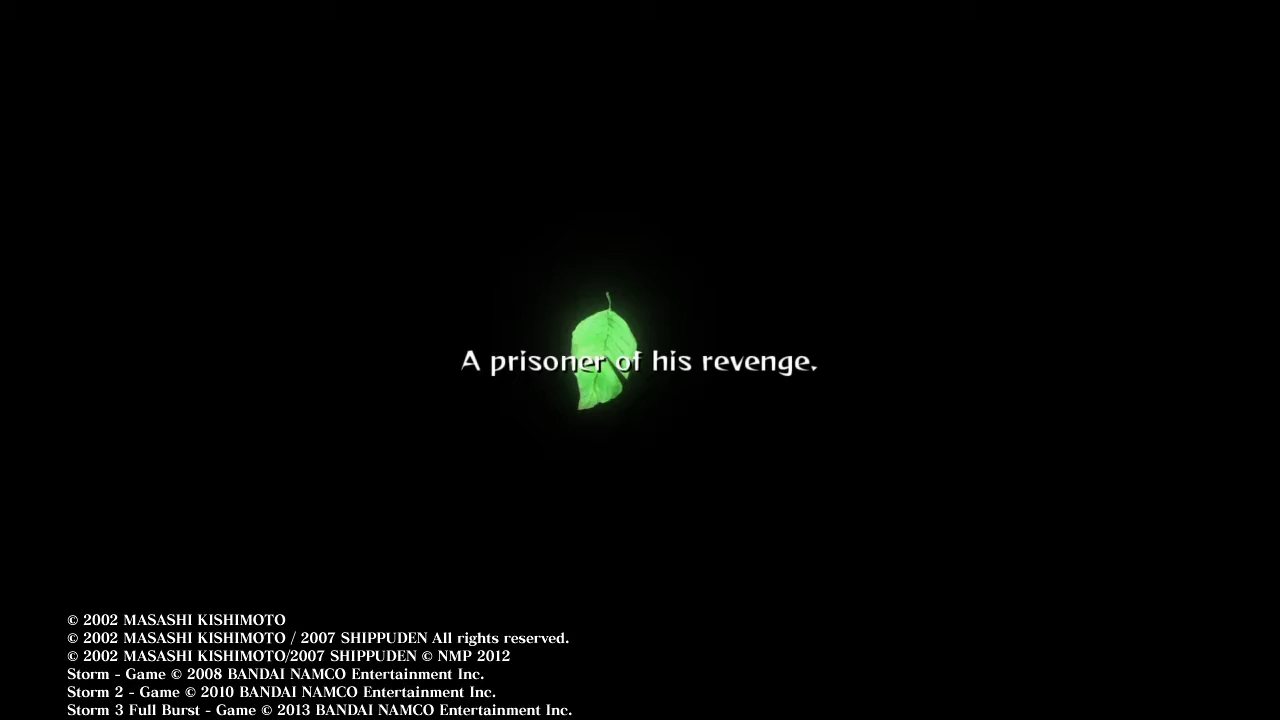 A prisoner of his revenge.
© 2002 MASASHI KISHIMOTO
© 2002 MASASHI KISHIMOTO / 2007 SHIPPUDEN All rights reserved.
© 2002 MASASHI KISHIMOTO/2007 SHIPPUDEN © NMP 2012
Storm - Game © 2008 BANDAI NAMCO Entertainment Inc.
Storm 2 - Game © 2010 BANDAI NAMCO Entertainment Inc.
Storm 3 Full Burst - Game © 2013 BANDAI NAMCO Entertainment Inc.